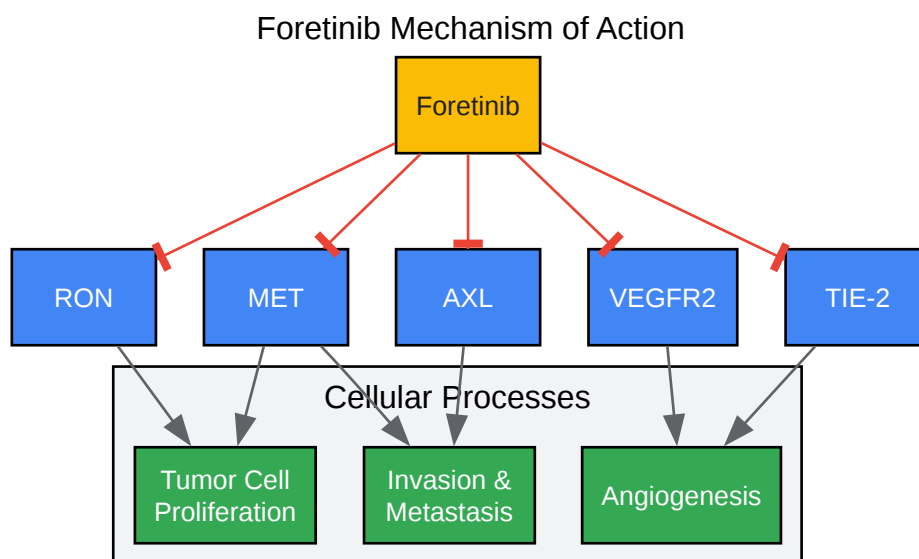 Foretinib Mechanism of Action
Foretinib
RON
MET
AXL
VEGFR2
TIE-2
Cellular Processes
Tumor Cell
Proliferation
Invasion &
Metastasis
Angiogenesis